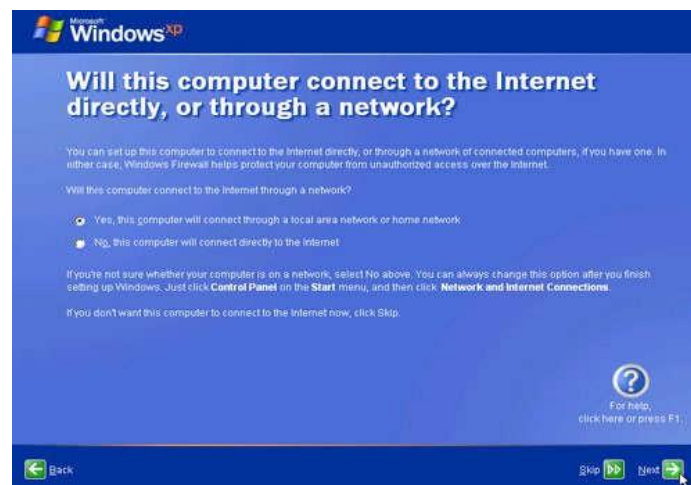 Microsoft
Windows xp
Will this computer connect to the Internet
directly, or through a network?
You can set up this computer to connect to the Internet directly, or through a network of connected computers, if you have one. In
either case, Windows Firewall helps protect your computer from unauthorized access over the Internet.
Will this computer connect to the Internet through a network?
Yes, this computer will connect through a local area network or home network
No, this computer will connect directly to the Internet
If you're not sure whether your computer is on a network, select No above. You can always change this option after you finish
setting up Windows. Just click Control Panel on the Start menu, and then click Network and Internet Connections.
If you don't want this computer to connect to the Internet now, click Skip.
For help,
click here or press F1.
Back
Skip
Next